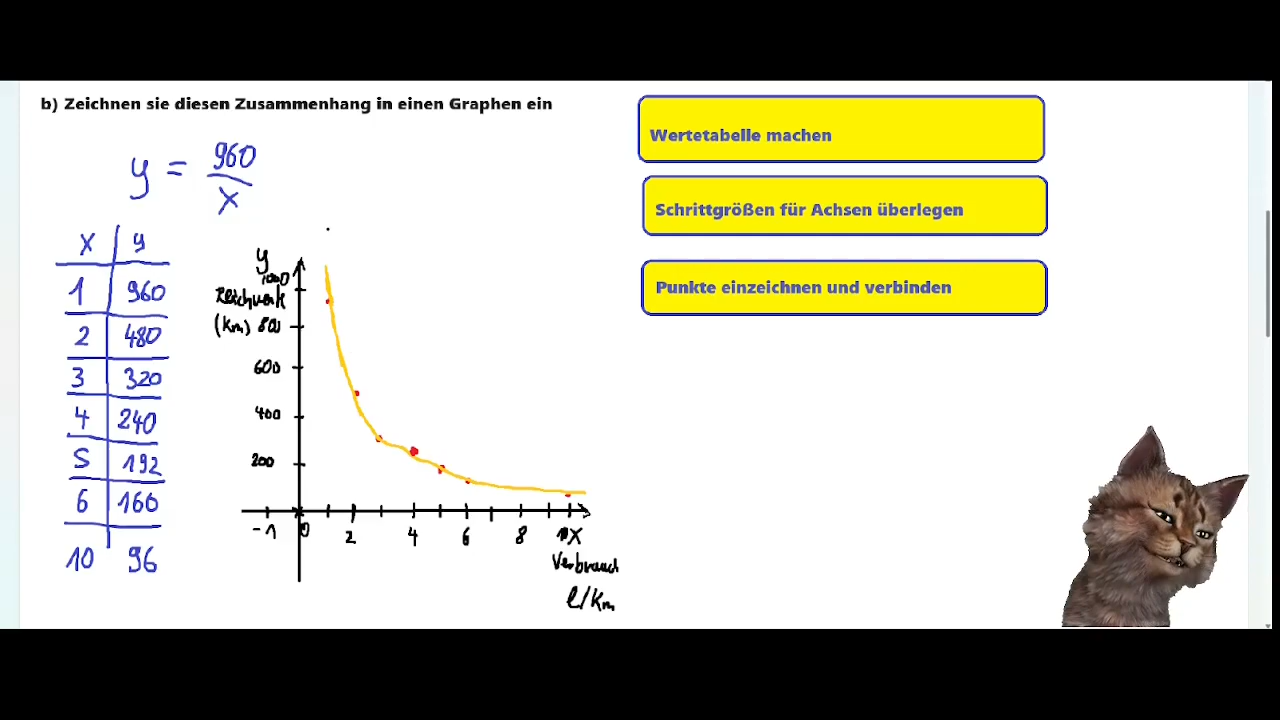 b) Zeichnen sie diesen Zusammenhang in einen Graphen ein
y = 960/x
x y
1 960
2 480
3 320
4 240
5 192
6 160
10 96
y
1000
Reichweite
(km) 800
600
400
200
-1 0 2 4 6 8 10 X
Verbrauch
l/km
Wertetabelle machen
Schrittgrößen für Achsen überlegen
Punkte einzeichnen und verbinden